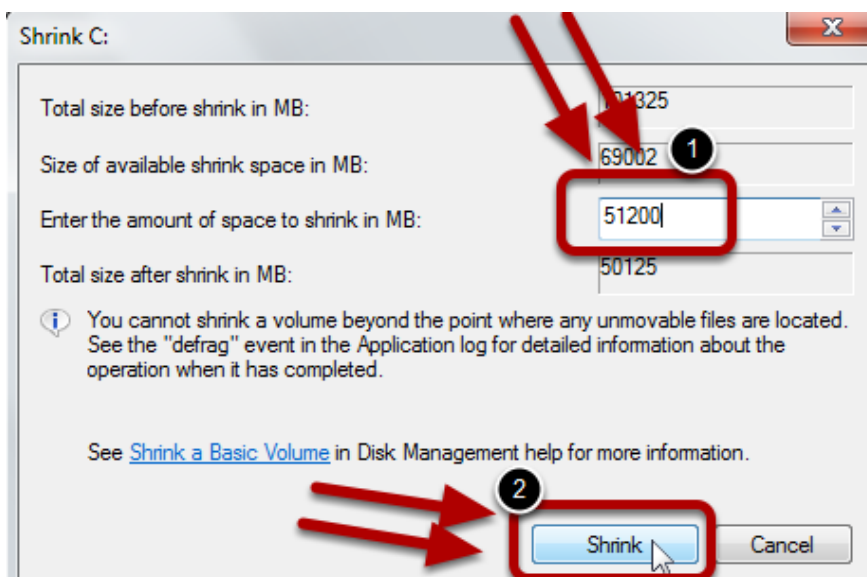 Shrink C:
Total size before shrink in MB: 101325
Size of available shrink space in MB: 69002
1
Enter the amount of space to shrink in MB: 51200
Total size after shrink in MB: 50125
You cannot shrink a volume beyond the point where any unmovable files are located.
See the "defrag" event in the Application log for detailed information about the
operation when it has completed.
See Shrink a Basic Volume in Disk Management help for more information.
2
Shrink Cancel